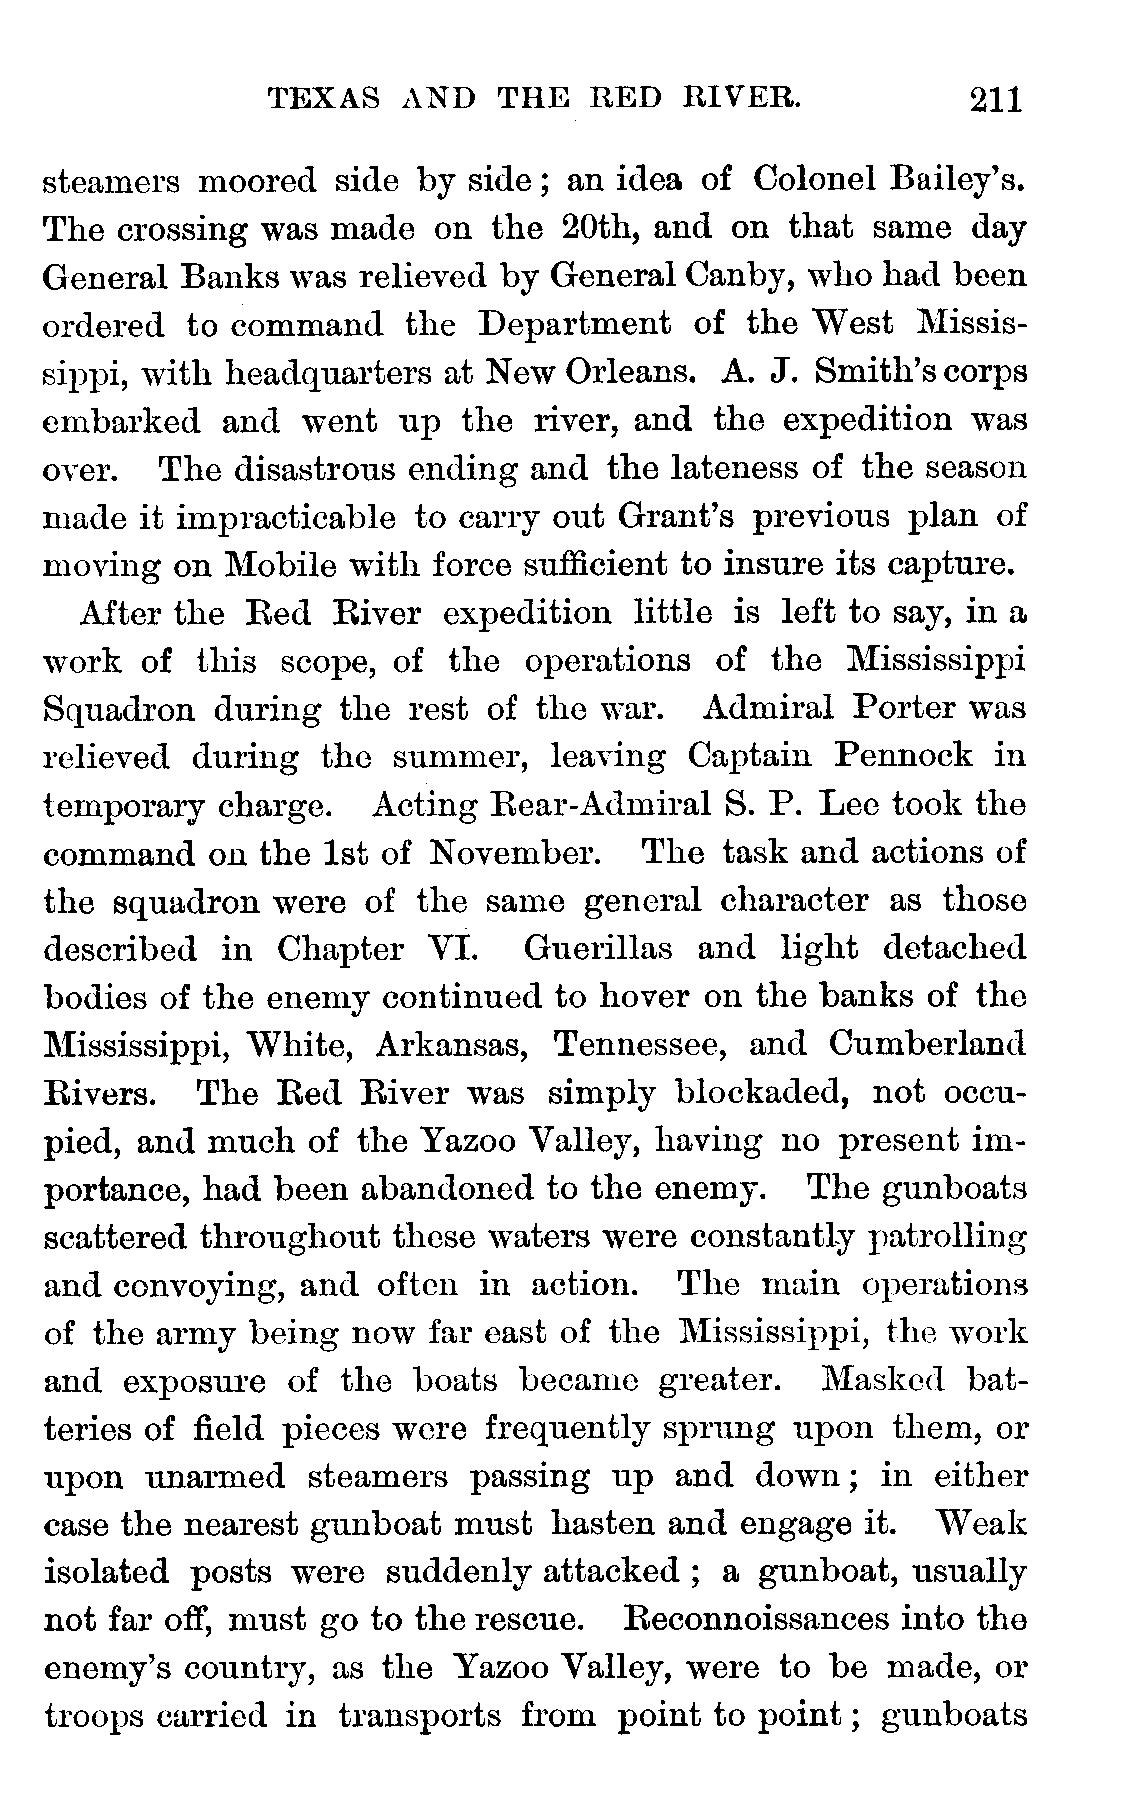 TEXAS AND THE RED RIVER. 211
steamers moored side by side; an idea of Colonel Bailey's.
The crossing was made on the 20th, and on that same day
General Banks was relieved by General Canby, who had been
ordered to command the Department of the West Missis-
sippi, with headquarters at New Orleans. A. J. Smith's corps
embarked and went up the river, and the expedition was
over. The disastrous ending and the lateness of the season
made it impracticable to carry out Grant's previous plan of
moving on Mobile with force sufficient to insure its capture.
After the Red River expedition little is left to say, in a
work of this scope, of the operations of the Mississippi
Squadron during the rest of the war. Admiral Porter was
relieved during the summer, leaving Captain Pennock in
temporary charge. Acting Rear-Admiral S. P. Lee took the
command on the 1st of November. The task and actions of
the squadron were of the same general character as those
described in Chapter VI. Guerillas and light detached
bodies of the enemy continued to hover on the banks of the
Mississippi, White, Arkansas, Tennessee, and Cumberland
Rivers. The Red River was simply blockaded, not occu-
pied, and much of the Yazoo Valley, having no present im-
portance, had been abandoned to the enemy. The gunboats
scattered throughout these waters were constantly patrolling
and convoying, and often in action. The main operations
of the army being now far east of the Mississippi, the work
and exposure of the boats became greater. Masked bat-
teries of field pieces were frequently sprung upon them, or
upon unarmed steamers passing up and down; in either
case the nearest gunboat must hasten and engage it. Weak
isolated posts were suddenly attacked; a gunboat, usually
not far off, must go to the rescue. Reconnoissances into the
enemy's country, as the Yazoo Valley, were to be made, or
troops carried in transports from point to point; gunboats